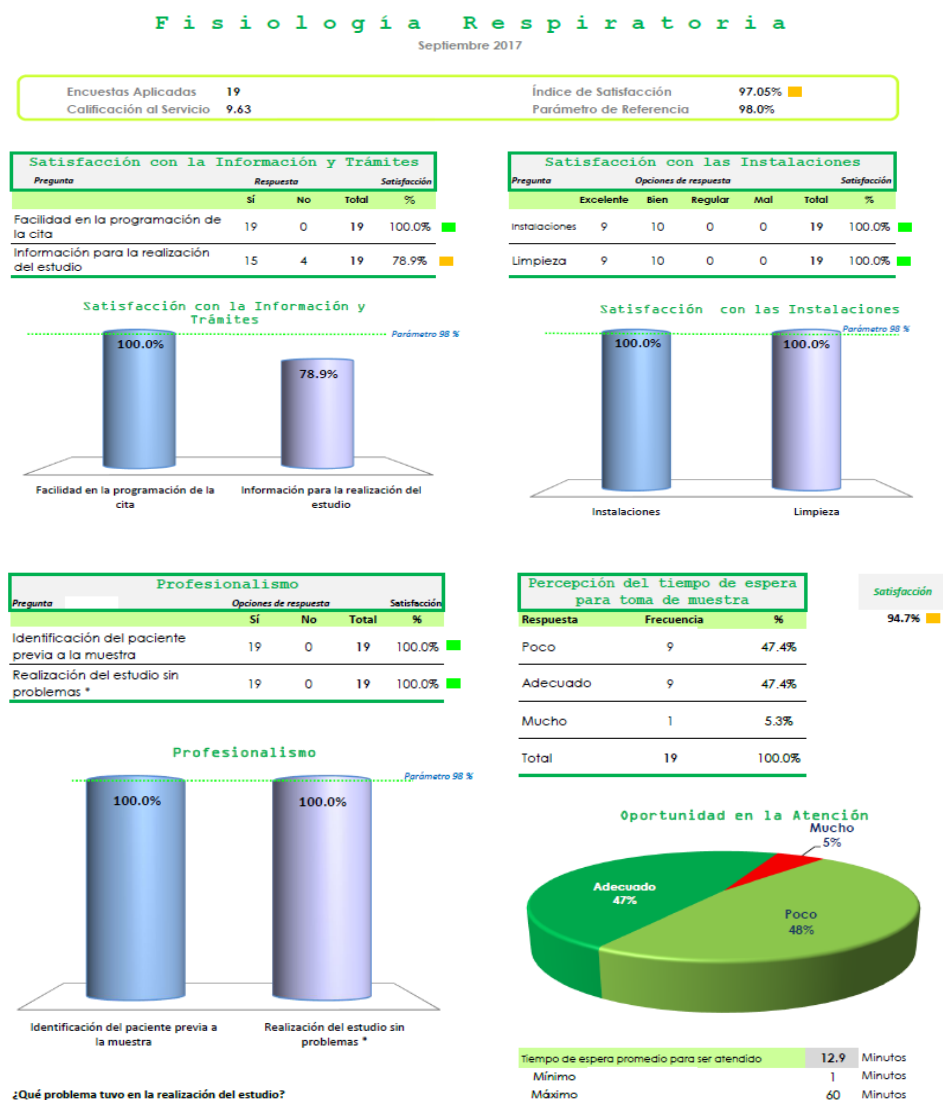 Fisiología Respiratoria
Septiembre 2017
Encuestas Aplicadas 19 Índice de Satisfacción 97.05%
Calificación al Servicio 9.63 Parámetro de Referencia 98.0%
Satisfacción con la Información y Trámites
Pregunta Respuesta Satisfacción
Sí No Total %
Facilidad en la programación de
la cita 19 0 19 100.0%
Información para la realización
del estudio 15 4 19 78.9%
Satisfacción con las Instalaciones
Pregunta Opciones de respuesta Satisfacción
Excelente Bien Regular Mal Total %
Instalaciones 9 10 0 0 19 100.0%
Limpieza 9 10 0 0 19 100.0%
Satisfacción con la Información y
Trámites
Parámetro 98 %
100.0%
78.9%
Facilidad en la programación de la
cita
Información para la realización del
estudio
Satisfacción con las Instalaciones
Parámetro 98 %
100.0% 100.0%
Instalaciones Limpieza
Profesionalismo
Pregunta Opciones de respuesta Satisfacción
Sí No Total %
Identificación del paciente
previa a la muestra 19 0 19 100.0%
Realización del estudio sin
problemas * 19 0 19 100.0%
Percepción del tiempo de espera
para toma de muestra
Respuesta Frecuencia %
Poco 9 47.4%
Adecuado 9 47.4%
Mucho 1 5.3%
Total 19 100.0%
Satisfacción
94.7%
Profesionalismo
Parámetro 98 %
100.0% 100.0%
Identificación del paciente previa a
la muestra
Realización del estudio sin
problemas *
Oportunidad en la Atención
Mucho
5%
Adecuado
47%
Poco
48%
Tiempo de espera promedio para ser atendido 12.9 Minutos
Mínimo 1 Minutos
Máximo 60 Minutos
¿Qué problema tuvo en la realización del estudio?